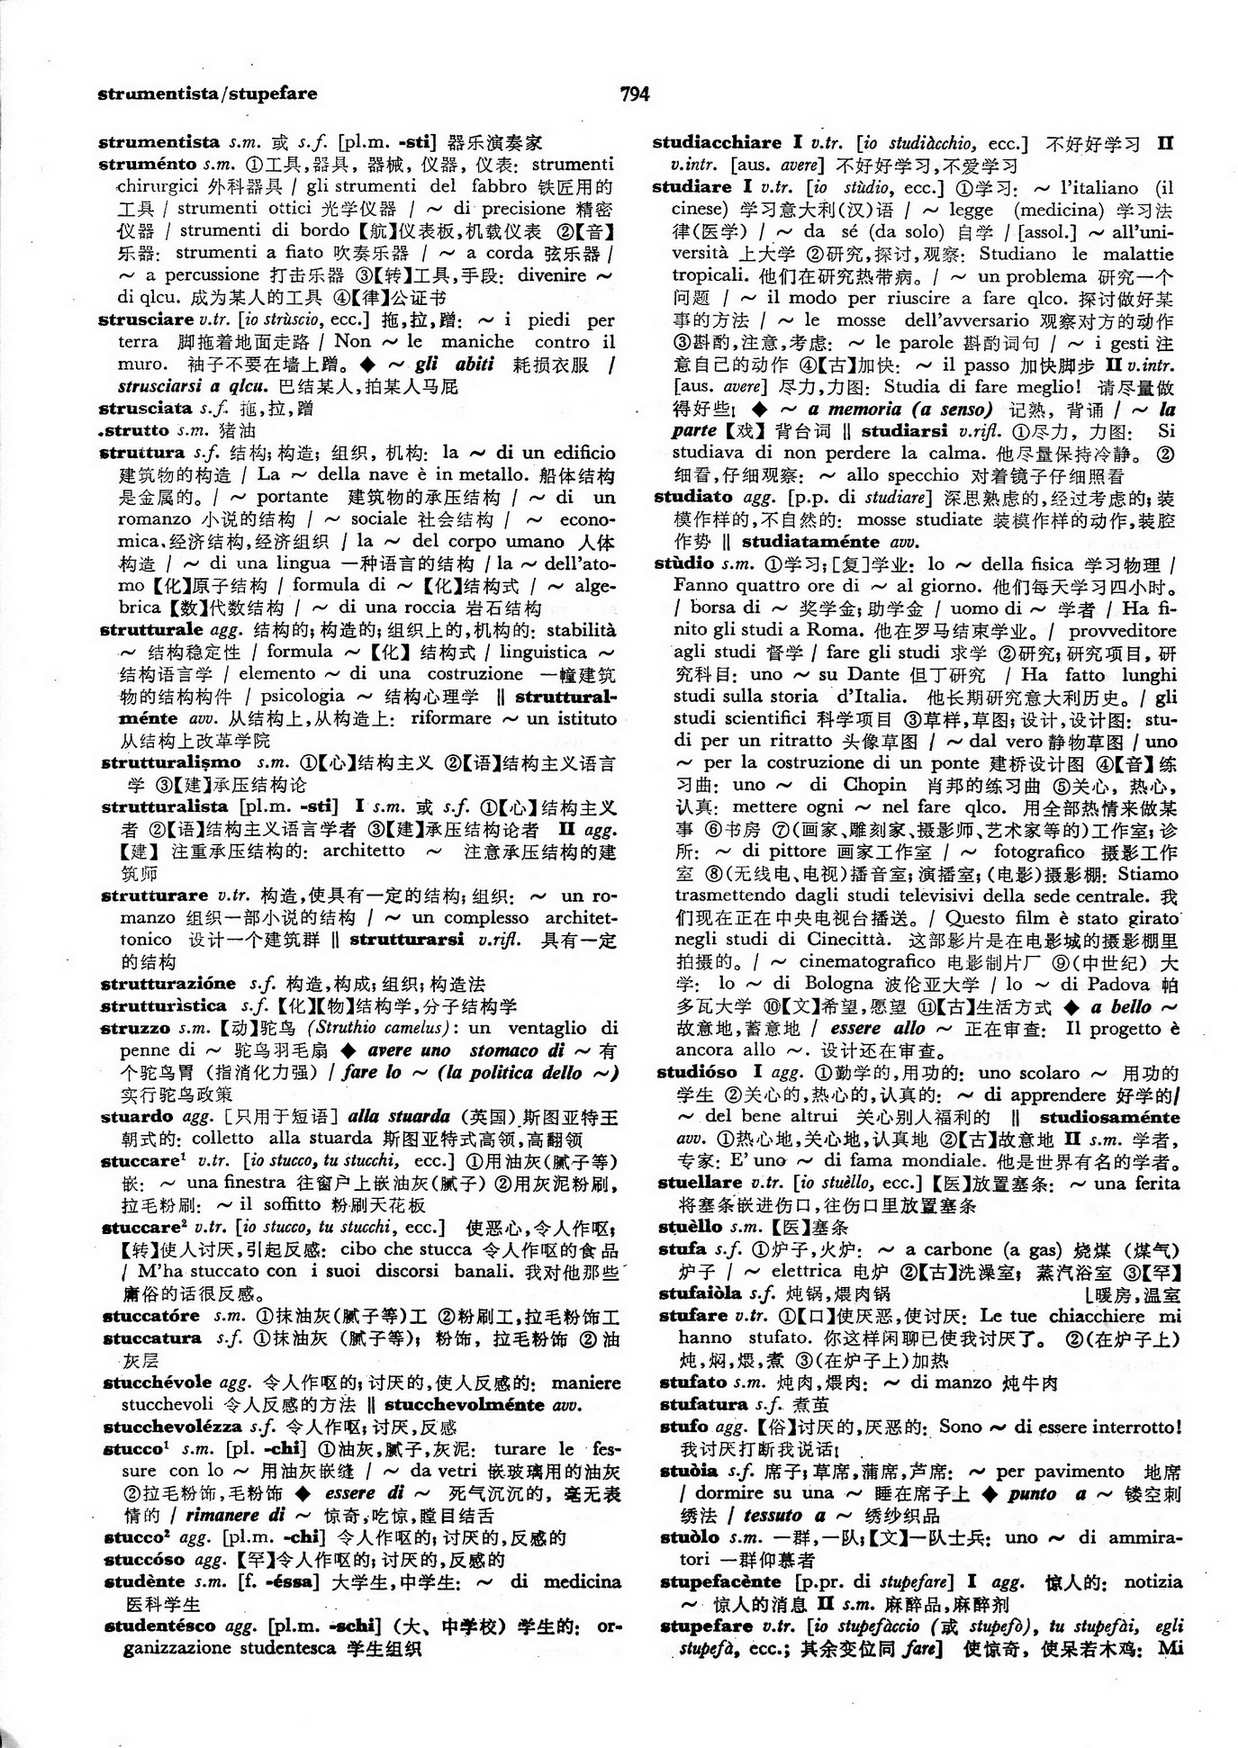 strumentista/stupefare
794
strumentista s.m. 或 s.f. [pl.m. -sti] 器乐演奏家
struménto s.m. ①工具,器具, 器械, 仪器, 仪表: strumenti
chirurgici 外科器具 / gli strumenti del fabbro 铁匠用的
工具 / strumenti ottici 光学仪器 / ~ di precisione 精密
仪器 / strumenti di bordo【航】仪表板,机载仪表 ②【音】
乐器: strumenti a fiato 吹奏乐器 / ~ a corda 弦乐器 /
~ a percussione 打击乐器 ③【转】工具,手段: divenire ~
di qlcu. 成为某人的工具 ④【律】公证书
strusciare v.tr. [io strùscio, ecc.] 拖,拉,蹭: ~ i piedi per
terra 脚拖着地面走路 / Non ~ le maniche contro il
muro. 袖子不要在墙上蹭。◆ ~ gli abiti 耗损衣服 /
strusciarsi a qlcu. 巴结某人,拍某人马屁
strusciata s.f. 拖,拉,蹭
strutto s.m. 猪油
struttura s.f. 结构; 构造; 组织, 机构: la ~ di un edificio
建筑物的构造 / La ~ della nave è in metallo. 船体结构
是金属的。/ ~ portante 建筑物的承压结构 / ~ di un
romanzo 小说的结构 / ~ sociale 社会结构 / ~ econo-
mica 经济结构,经济组织 / la ~ del corpo umano 人体
构造 / ~ di una lingua 一种语言的结构 / la ~ dell'ato-
mo【化】原子结构 / formula di ~【化】结构式 / ~ alge-
brica【数】代数结构 / ~ di una roccia 岩石结构
strutturale agg. 结构的; 构造的; 组织上的,机构的: stabilità
~ 结构稳定性 / formula ~【化】结构式 / linguistica ~
结构语言学 / elemento ~ di una costruzione 一幢建筑
物的结构构件 / psicologia ~ 结构心理学 ‖ struttural-
ménte avv. 从结构上,从构造上: riformare ~ un istituto
从结构上改革学院
strutturalismo s.m. ①【心】结构主义 ②【语】结构主义语言
学 ③【建】承压结构论
strutturalista [pl.m. -sti] I s.m. 或 s.f. ①【心】结构主义
者 ②【语】结构主义语言学者 ③【建】承压结构论者 II agg.
【建】注重承压结构的: architetto ~ 注意承压结构的建
筑师
strutturare v.tr. 构造,使具有一定的结构; 组织: ~ un ro-
manzo 组织一部小说的结构 / ~ un complesso architet-
tonico 设计一个建筑群 ‖ strutturarsi v.rifl. 具有一定
的结构
strutturazióne s.f. 构造,构成; 组织; 构造法
strutturìstica s.f.【化】【物】结构学,分子结构学
struzzo s.m.【动】驼鸟 (Struthio camelus): un ventaglio di
penne di ~ 驼鸟羽毛扇 ◆ avere uno stomaco di ~ 有
个驼鸟胃 (指消化力强) / fare lo ~ (la politica dello ~)
实行驼鸟政策
stuardo agg. [只用于短语] alla stuarda (英国)斯图亚特王
朝式的: colletto alla stuarda 斯图亚特式高领,高翻领
stuccare¹ v.tr. [io stucco, tu stucchi, ecc.] ①用油灰(腻子等)
嵌: ~ una finestra 往窗户上嵌油灰(腻子) ②用灰泥粉刷,
拉毛粉刷: ~ il soffitto 粉刷天花板
stuccare² v.tr. [io stucco, tu stucchi, ecc.] 使恶心,令人作呕;
【转】使人讨厌,引起反感: cibo che stucca 令人作呕的食品
/ M'ha stuccato con i suoi discorsi banali. 我对他那些
庸俗的话很反感。
stuccatóre s.m. ①抹油灰(腻子等)工 ②粉刷工,拉毛粉饰工
stuccatura s.f. ①抹油灰 (腻子等); 粉饰, 拉毛粉饰 ②油
灰层
stucchévole agg. 令人作呕的; 讨厌的,使人反感的: maniere
stucchevoli 令人反感的方法 ‖ stucchevolménte avv.
stucchevolézza s.f. 令人作呕; 讨厌,反感
stucco¹ s.m. [pl. -chi] ①油灰,腻子,灰泥: turare le fes-
sure con lo ~ 用油灰嵌缝 / ~ da vetri 嵌玻璃用的油灰
②拉毛粉饰,毛粉饰 ◆ essere di ~ 死气沉沉的, 毫无表
情的 / rimanere di ~ 惊奇,吃惊,瞠目结舌
stucco² agg. [pl.m. -chi] 令人作呕的; 讨厌的,反感的
stuccóso agg.【罕】令人作呕的; 讨厌的,反感的
studènte s.m. [f. -éssa] 大学生,中学生: ~ di medicina
医科学生
studentésco agg. [pl.m. -schi] (大、中学校) 学生的: or-
ganizzazione studentesca 学生组织
studiacchiare I v.tr. [io studiàcchio, ecc.] 不好好学习 II
v.intr. [aus. avere] 不好好学习,不爱学习
studiare I v.tr. [io stùdio, ecc.] ①学习: ~ l'italiano (il
cinese) 学习意大利(汉)语 / ~ legge (medicina) 学习法
律(医学) / ~ da sé (da solo) 自学 / [assol.] ~ all'uni-
versità 上大学 ②研究,探讨,观察: Studiano le malattie
tropicali. 他们在研究热带病。/ ~ un problema 研究一个
问题 / ~ il modo per riuscire a fare qlco. 探讨做好某
事的方法 / ~ le mosse dell'avversario 观察对方的动作
③斟酌,注意,考虑: ~ le parole 斟酌词句 / ~ i gesti 注
意自己的动作 ④【古】加快: ~ il passo 加快脚步 II v.intr.
[aus. avere] 尽力,力图: Studia di fare meglio! 请尽量做
得好些! ◆ ~ a memoria (a senso) 记熟, 背诵 / ~ la
parte【戏】背台词 ‖ studiarsi v.rifl. ①尽力, 力图: Si
studiava di non perdere la calma. 他尽量保持冷静。 ②
细看,仔细观察: ~ allo specchio 对着镜子仔细照看
studiato agg. [p.p. di studiare] 深思熟虑的,经过考虑的; 装
模作样的,不自然的: mosse studiate 装模作样的动作,装腔
作势 ‖ studiataménte avv.
stùdio s.m. ①学习; [复]学业: lo ~ della fisica 学习物理 /
Fanno quattro ore di ~ al giorno. 他们每天学习四小时。
/ borsa di ~ 奖学金; 助学金 / uomo di ~ 学者 / Ha fi-
nito gli studi a Roma. 他在罗马结束学业。/ provveditore
agli studi 督学 / fare gli studi 求学 ②研究; 研究项目, 研
究科目: uno ~ su Dante 但丁研究 / Ha fatto lunghi
studi sulla storia d'Italia. 他长期研究意大利历史。/ gli
studi scientifici 科学项目 ③草样,草图; 设计,设计图: stu-
di per un ritratto 头像草图 / ~ dal vero 静物草图 / uno
~ per la costruzione di un ponte 建桥设计图 ④【音】练
习曲: uno ~ di Chopin 肖邦的练习曲 ⑤关心, 热心,
认真: mettere ogni ~ nel fare qlco. 用全部热情来做某
事 ⑥书房 ⑦(画家、雕刻家、摄影师、艺术家等的)工作室; 诊
所: ~ di pittore 画家工作室 / ~ fotografico 摄影工作
室 ⑧(无线电、电视)播音室; 演播室; (电影)摄影棚: Stiamo
trasmettendo dagli studi televisivi della sede centrale. 我
们现在正在中央电视台播送。/ Questo film è stato girato
negli studi di Cinecittà. 这部影片是在电影城的摄影棚里
拍摄的。/ ~ cinematografico 电影制片厂 ⑨(中世纪) 大
学: lo ~ di Bologna 波伦亚大学 / lo ~ di Padova 帕
多瓦大学 ⑩【文】希望,愿望 ⑪【古】生活方式 ◆ a bello ~
故意地,蓄意地 / essere allo ~ 正在审查: Il progetto è
ancora allo ~. 设计还在审查。
studióso I agg. ①勤学的,用功的: uno scolaro ~ 用功的
学生 ②关心的,热心的,认真的: ~ di apprendere 好学的/
~ del bene altrui 关心别人福利的 ‖ studiosaménte
avv. ①热心地,关心地,认真地 ②【古】故意地 II s.m. 学者,
专家: E' uno ~ di fama mondiale. 他是世界有名的学者。
stuellare v.tr. [io stuèllo, ecc.]【医】放置塞条: ~ una ferita
将塞条嵌进伤口,往伤口里放置塞条
stuèllo s.m.【医】塞条
stufa s.f. ①炉子,火炉: ~ a carbone (a gas) 烧煤 (煤气)
炉子 / ~ elettrica 电炉 ②【古】洗澡室; 蒸汽浴室 ③【罕】
stufaiòla s.f. 炖锅,煨肉锅 ⌊暖房,温室
stufare v.tr. ①【口】使厌恶,使讨厌: Le tue chiacchiere mi
hanno stufato. 你这样闲聊已使我讨厌了。 ②(在炉子上)
炖,焖,煨,煮 ③(在炉子上)加热
stufato s.m. 炖肉,煨肉: ~ di manzo 炖牛肉
stufatura s.f. 煮茧
stufo agg.【俗】讨厌的,厌恶的: Sono ~ di essere interrotto!
我讨厌打断我说话!
stuòia s.f. 席子; 草席,蒲席,芦席: ~ per pavimento 地席
/ dormire su una ~ 睡在席子上 ◆ punto a ~ 镂空刺
绣法 / tessuto a ~ 绣纱织品
stuòlo s.m. 一群,一队;【文】一队士兵: uno ~ di ammira-
tori 一群仰慕者
stupefacènte [p.pr. di stupefare] I agg. 惊人的: notizia
~ 惊人的消息 II s.m. 麻醉品,麻醉剂
stupefare v.tr. [io stupefàccio (或 stupefò), tu stupefài, egli
stupefà, ecc.; 其余变位同 fare] 使惊奇, 使呆若木鸡: Mi